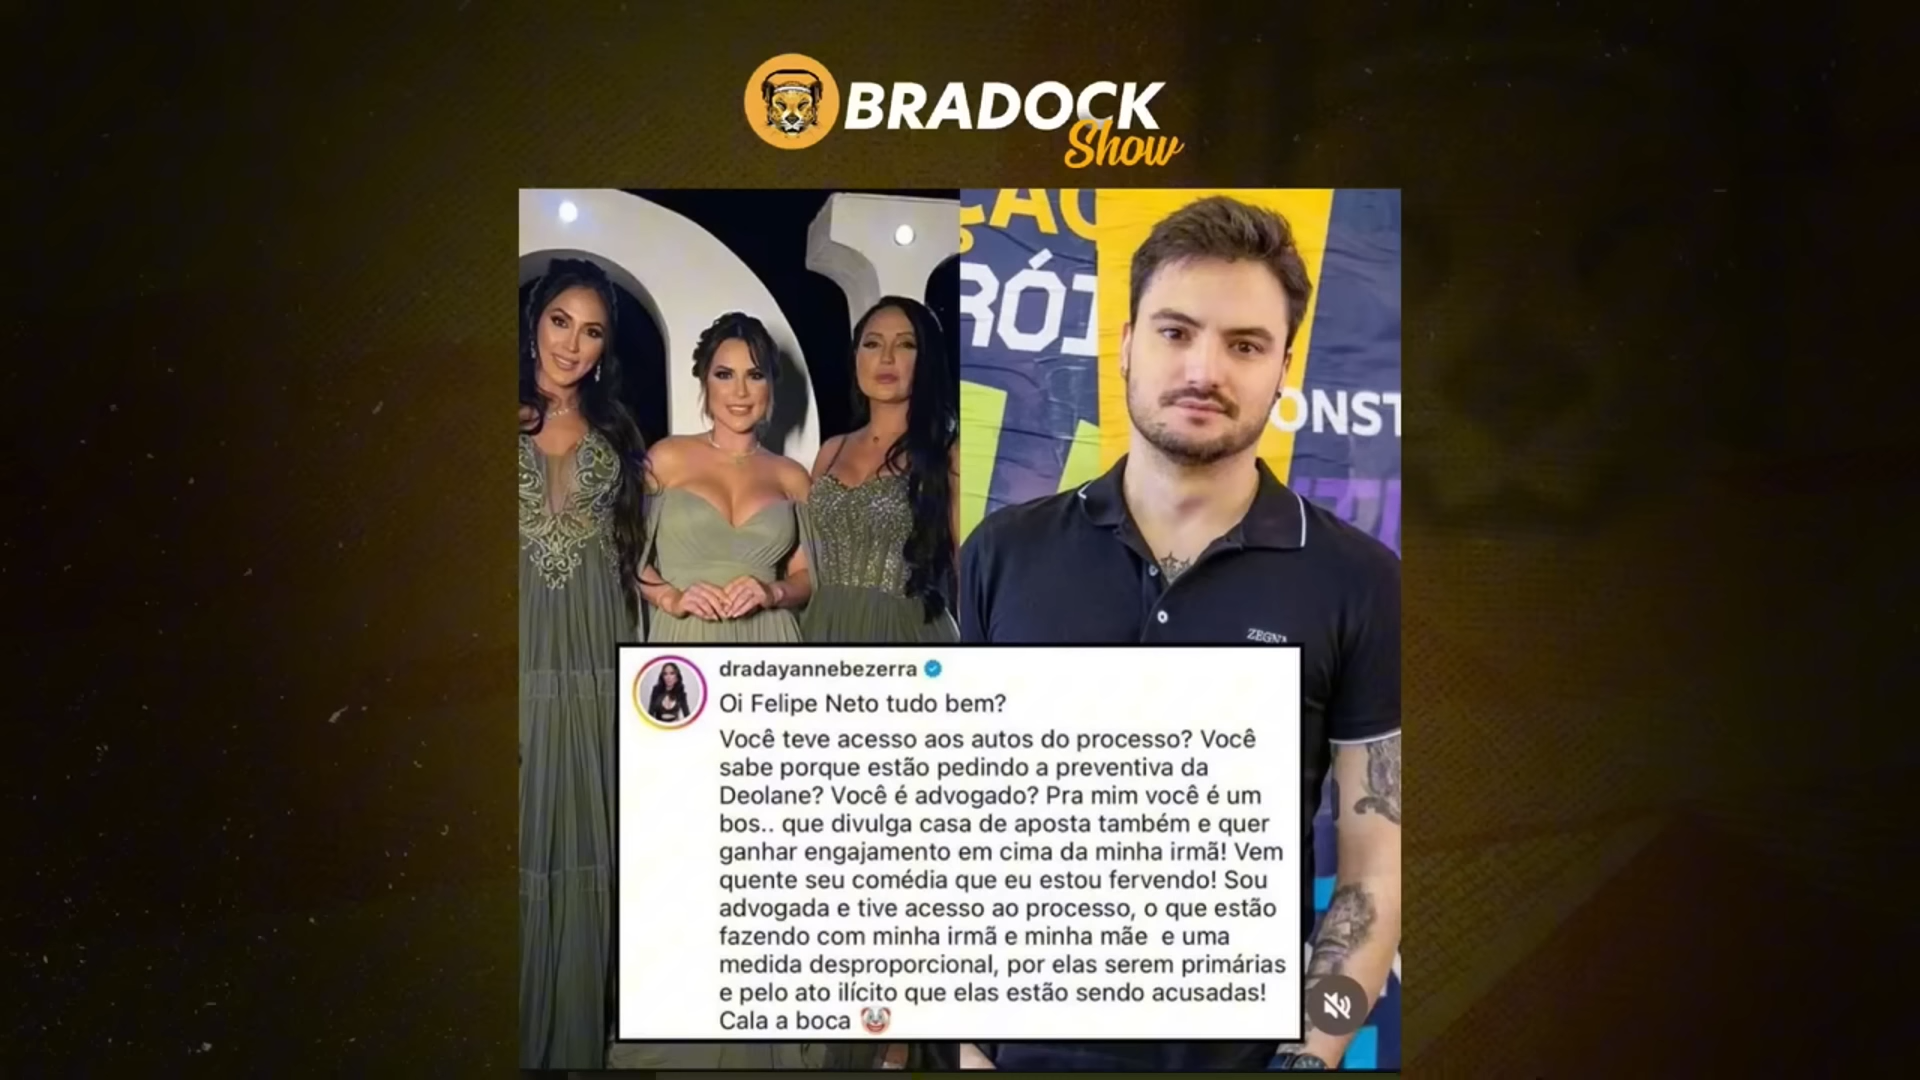 BRADOCK
Show
ÇAÇ
RÓI
ONST
ZEGNA
dradayannebezerra
Oi Felipe Neto tudo bem?
Você teve acesso aos autos do processo? Você
sabe porque estão pedindo a preventiva da
Deolane? Você é advogado? Pra mim você é um
bos.. que divulga casa de aposta também e quer
ganhar engajamento em cima da minha irmã! Vem
quente seu comédia que eu estou fervendo! Sou
advogada e tive acesso ao processo, o que estão
fazendo com minha irmã e minha mãe e uma
medida desproporcional, por elas serem primárias
e pelo ato ilícito que elas estão sendo acusadas!
Cala a boca 🤡